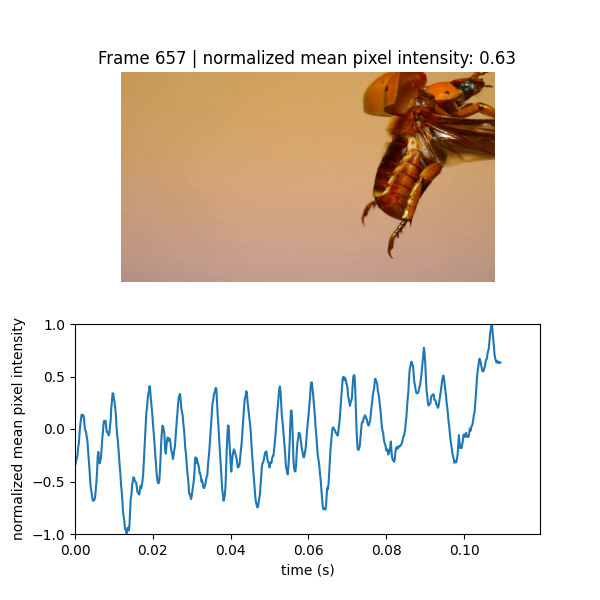 Frame 657 | normalized mean pixel intensity: 0.63
1.0
0.5
0.0
−0.5
−1.0
normalized mean pixel intensity
0.00 0.02 0.04 0.06 0.08 0.10
time (s)